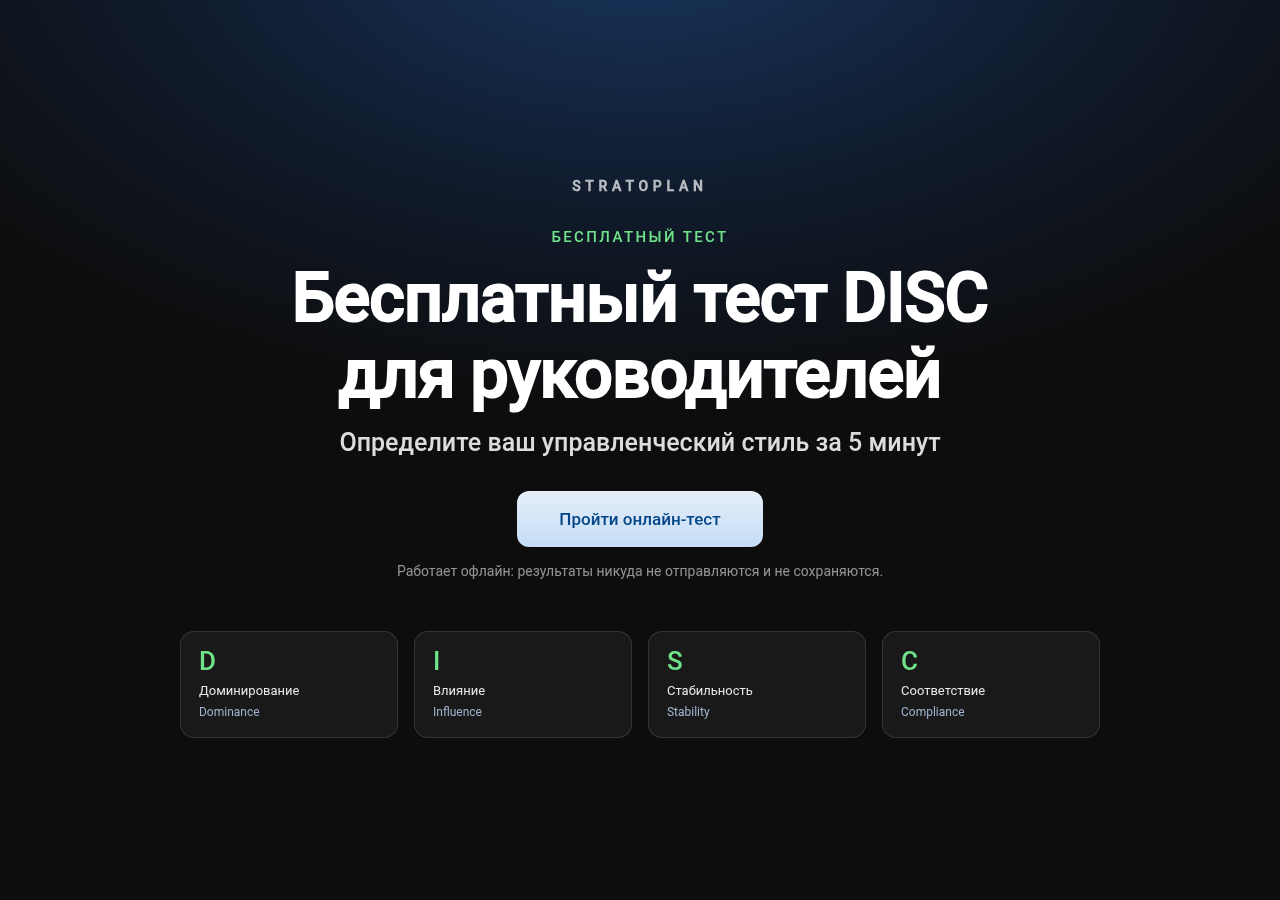 STRATOPLAN
БЕСПЛАТНЫЙ ТЕСТ
Бесплатный тест DISC
для руководителей
Определите ваш управленческий стиль за 5 минут
Пройти онлайн-тест
Работает офлайн: результаты никуда не отправляются и не сохраняются.
D
Доминирование
Dominance
I
Влияние
Influence
S
Стабильность
Stability
C
Соответствие
Compliance